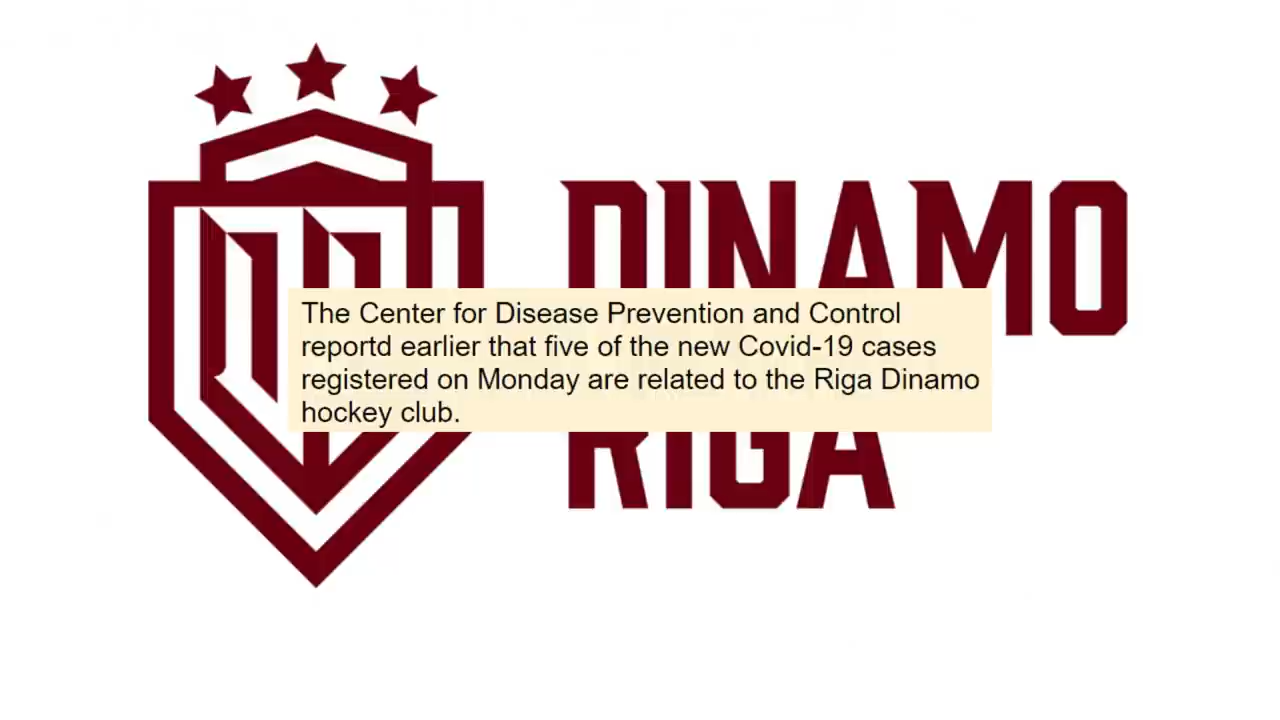 DINAMO
The Center for Disease Prevention and Control
reportd earlier that five of the new Covid-19 cases
registered on Monday are related to the Riga Dinamo
hockey club.
RIGA